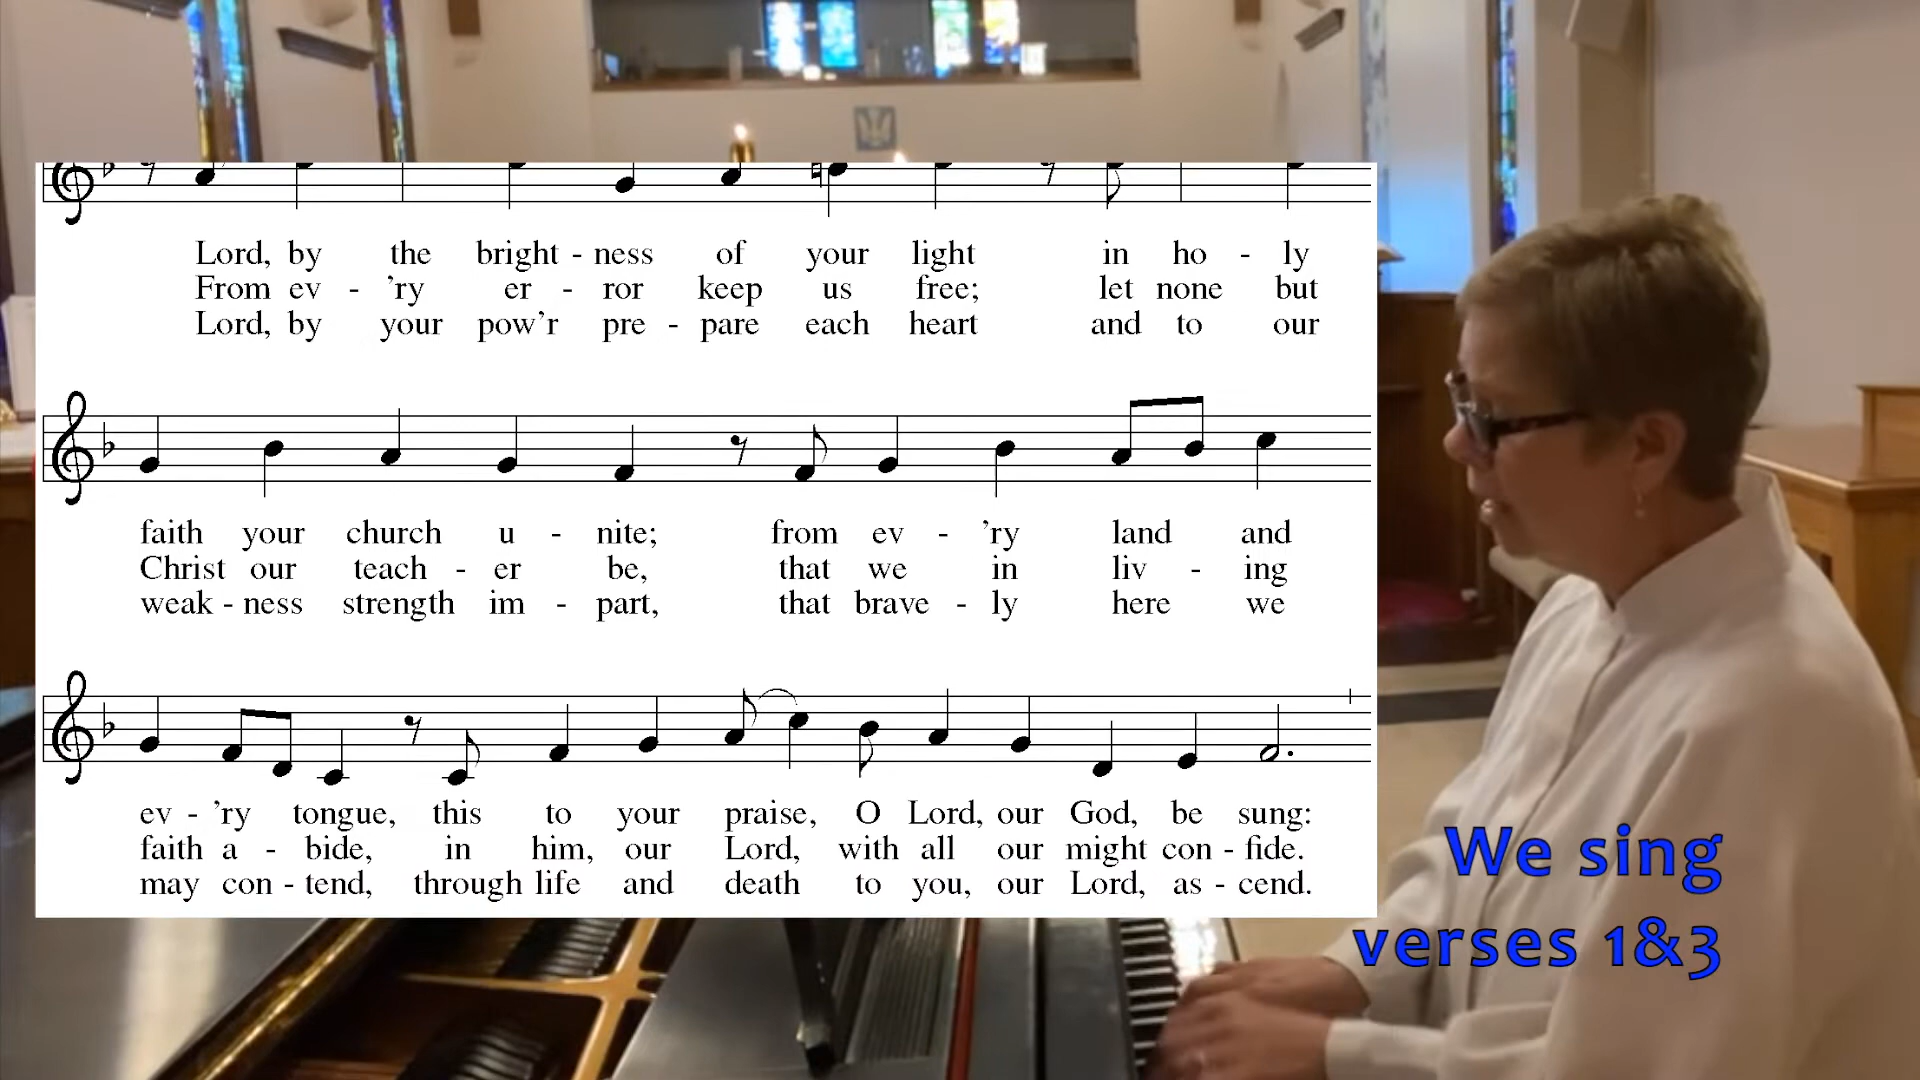 Lord, by the bright - ness of your light in ho - ly
From ev - 'ry er - ror keep us free; let none but
Lord, by your pow'r pre - pare each heart and to our
faith your church u - nite; from ev - 'ry land and
Christ our teach - er be, that we in liv - ing
weak - ness strength im - part, that brave - ly here we
ev - 'ry tongue, this to your praise, O Lord, our God, be sung:
faith a - bide, in him, our Lord, with all our might con - fide.
may con - tend, through life and death to you, our Lord, as - cend.
We sing
verses 1&3